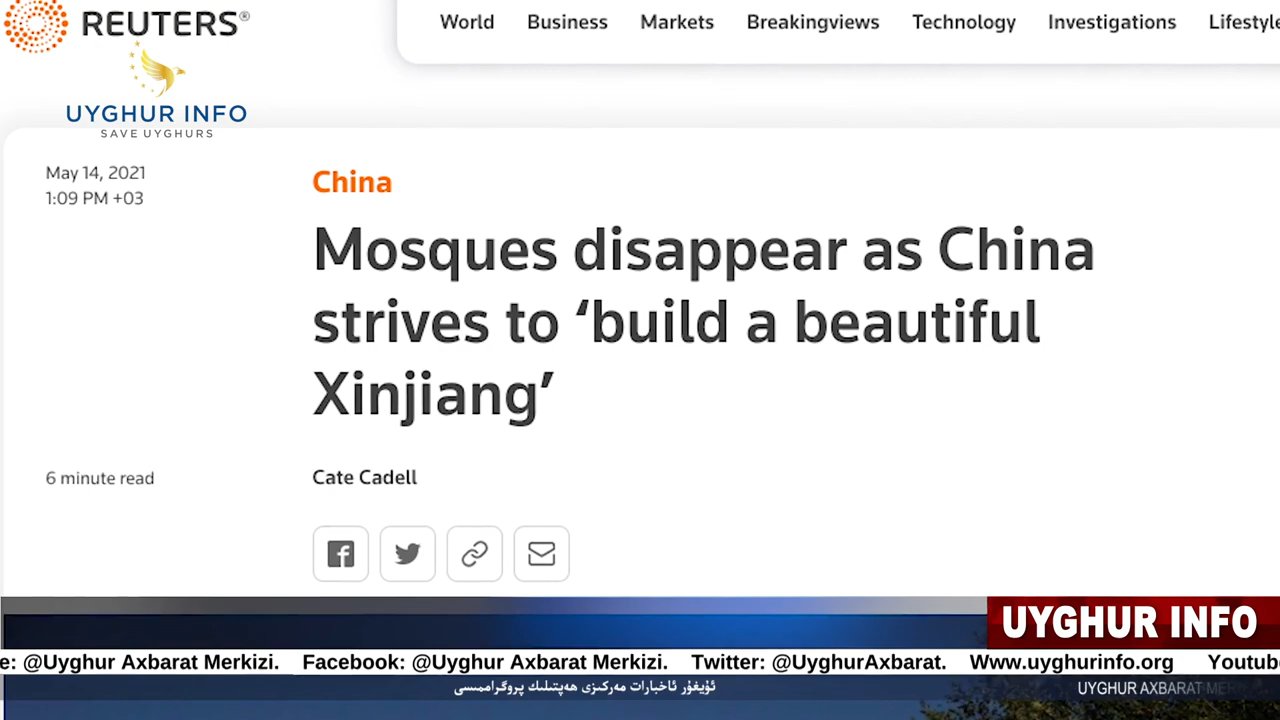 REUTERS®
World Business Markets Breakingviews Technology Investigations Lifestyle
UYGHUR INFO
SAVE UYGHURS
May 14, 2021
1:09 PM +03
China
Mosques disappear as China
strives to ‘build a beautiful
Xinjiang’
6 minute read
Cate Cadell
UYGHUR INFO
e: @Uyghur Axbarat Merkizi. Facebook: @Uyghur Axbarat Merkizi. Twitter: @UyghurAxbarat. Www.uyghurinfo.org Youtub
ئۇيغۇر ئاخبارات مەركىزى ھەپتىلىك پروگراممىسى
UYGHUR AXBARAT MER